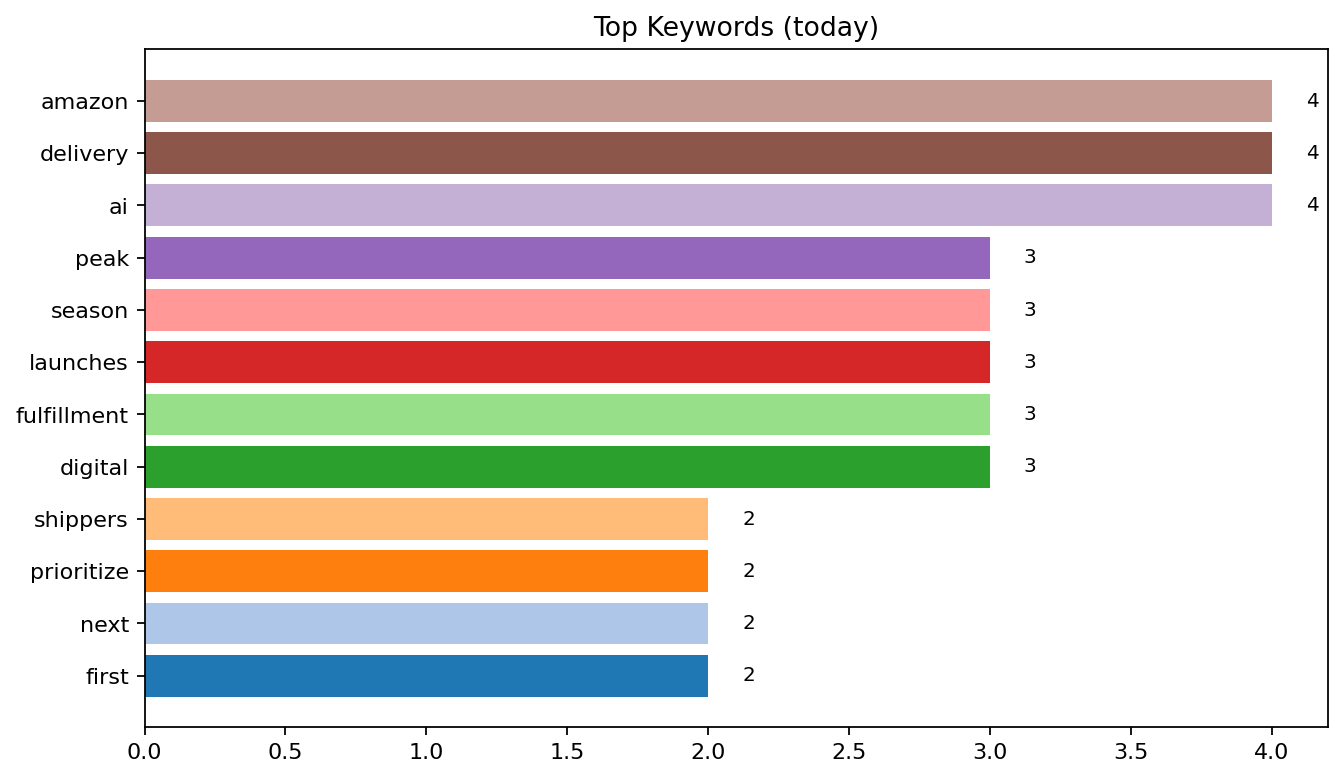 Top Keywords (today)
amazon 4
delivery 4
ai 4
peak 3
season 3
launches 3
fulfillment 3
digital 3
shippers 2
prioritize 2
next 2
first 2
0.0 0.5 1.0 1.5 2.0 2.5 3.0 3.5 4.0